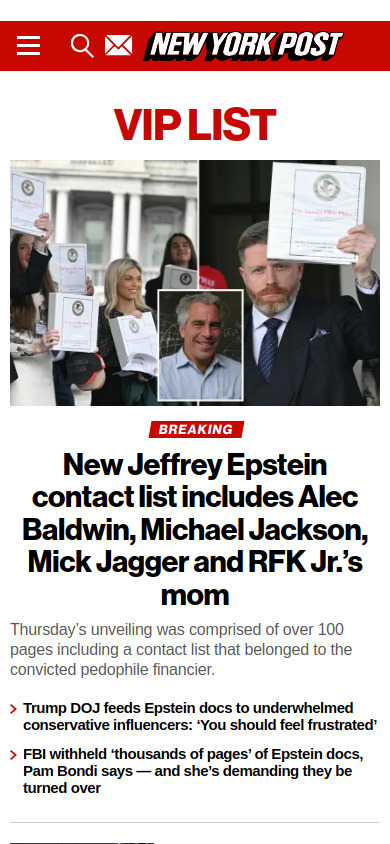 NEW YORK POST
VIP LIST
BREAKING
New Jeffrey Epstein
contact list includes Alec
Baldwin, Michael Jackson,
Mick Jagger and RFK Jr.’s
mom
Thursday’s unveiling was comprised of over 100
pages including a contact list that belonged to the
convicted pedophile financier.
Trump DOJ feeds Epstein docs to underwhelmed
conservative influencers: ‘You should feel frustrated’
FBI withheld ‘thousands of pages’ of Epstein docs,
Pam Bondi says — and she’s demanding they be
turned over